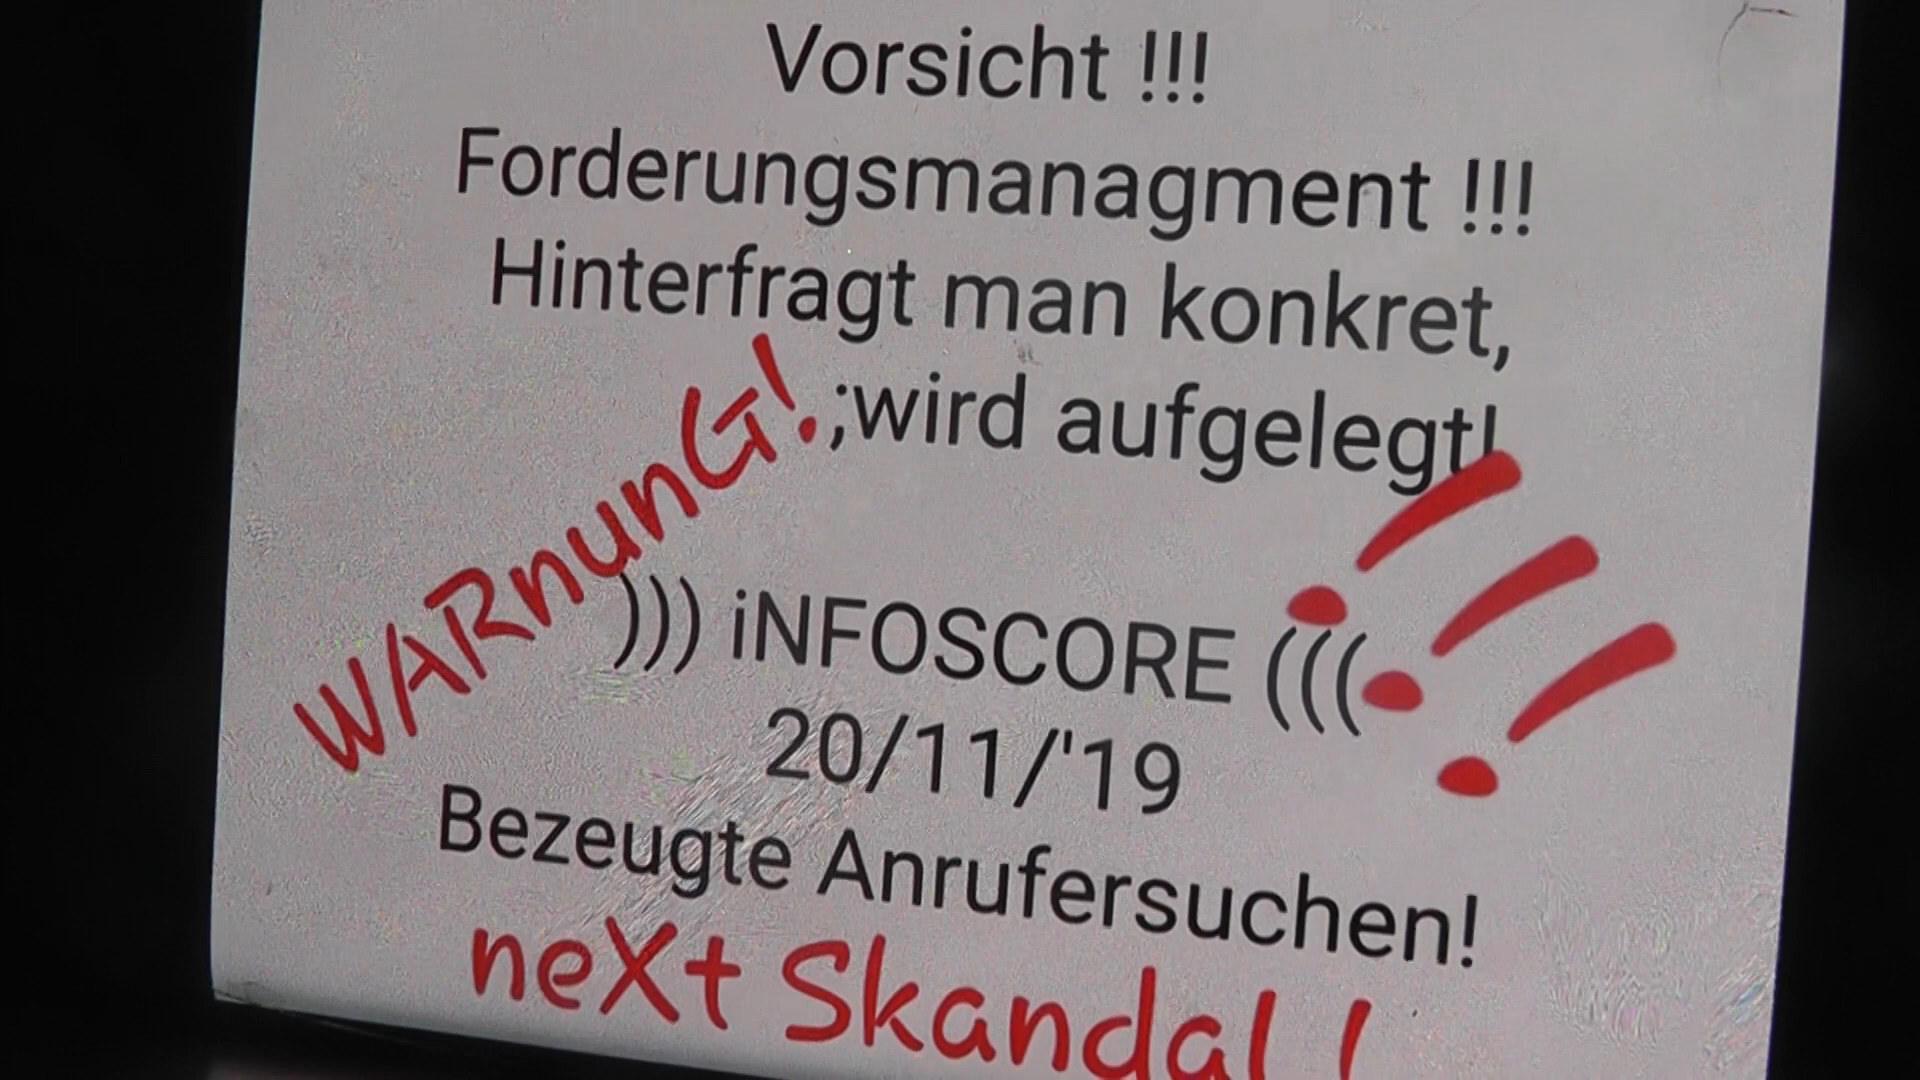 Vorsicht !!!
Forderungsmanagment !!!
Hinterfragt man konkret,
;wird aufgelegt!
WARnunG!
!!!
))) iNFOSCORE (((
20/11/'19
Bezeugte Anrufersuchen!
neXt Skandal !